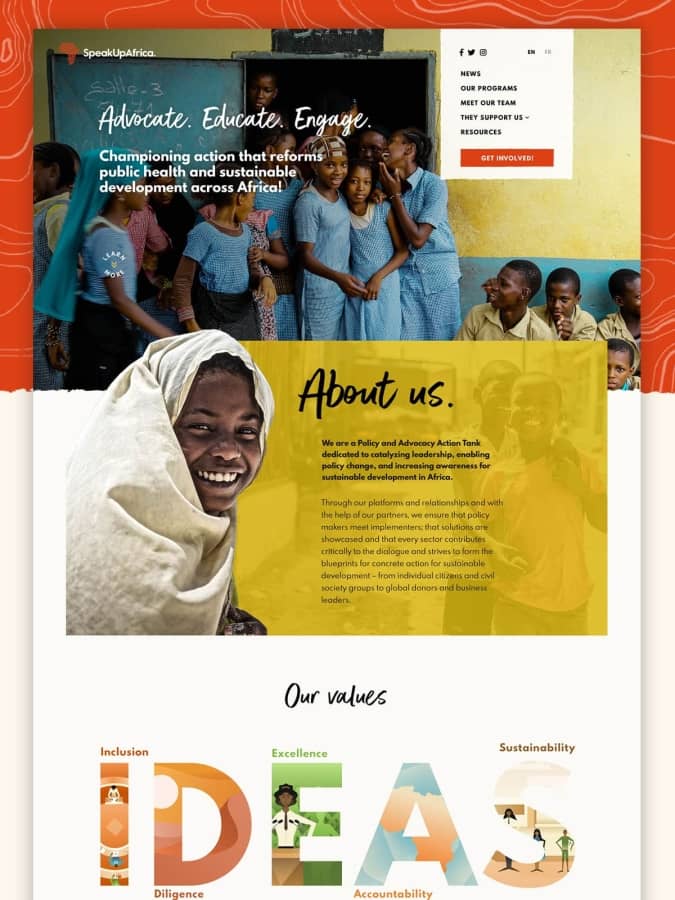 SpeakUpAfrica.
EN FR
NEWS
OUR PROGRAMS
MEET OUR TEAM
THEY SUPPORT US
RESOURCES
GET INVOLVED!
Advocate. Educate. Engage.
Championing action that reforms
public health and sustainable
development across Africa!
LEARN
MORE
About us.
We are a Policy and Advocacy Action Tank
dedicated to catalyzing leadership, enabling
policy change, and increasing awareness for
sustainable development in Africa.
Through our platforms and relationships and with
the help of our partners, we ensure that policy
makers meet implementers; that solutions are
showcased and that every sector contributes
critically to the dialogue and strives to form the
blueprints for concrete action for sustainable
development – from individual citizens and civil
society groups to global donors and business
leaders.
Our values
Inclusion
Excellence
Sustainability
IDEAS
Diligence
Accountability